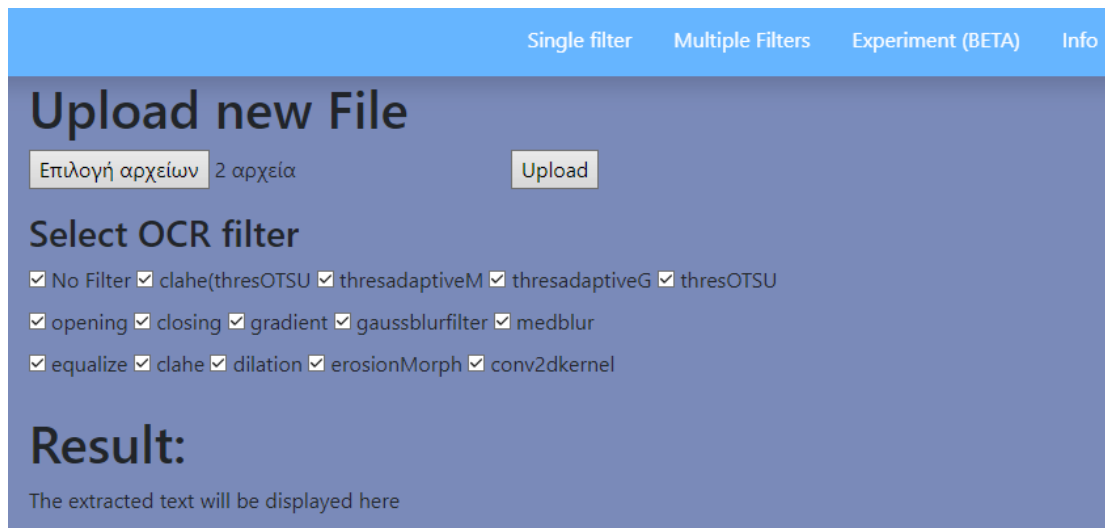 Single filter Multiple Filters Experiment (BETA) Info
Upload new File
Επιλογή αρχείων 2 αρχεία Upload
Select OCR filter
No Filter clahe(thresOTSU thresadaptiveM thresadaptiveG thresOTSU
opening closing gradient gaussblurfilter medblur
equalize clahe dilation erosionMorph conv2dkernel
Result:
The extracted text will be displayed here